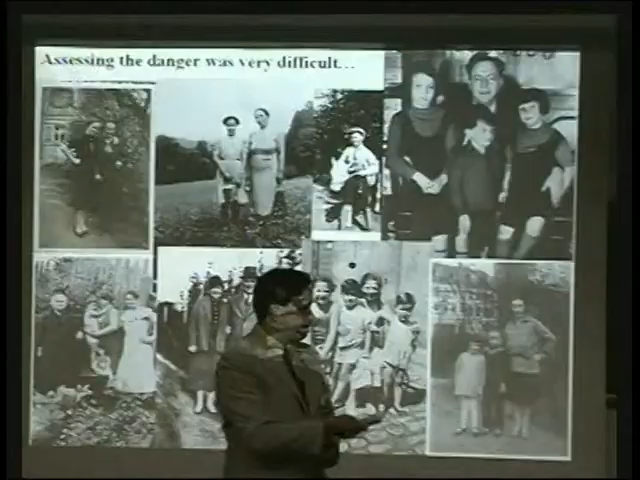 Assessing the danger was very difficult…